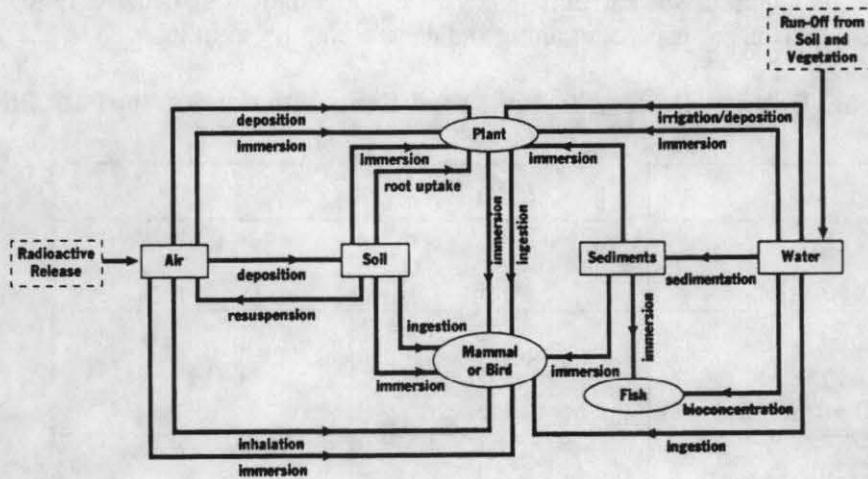 Run-Off from
Soil and
Vegetation
deposition
Plant
irrigation/deposition
immersion
immersion
immersion
immersion
root uptake
immersion
ingestion
Radioactive
Release
Air
deposition
Soil
Sediments
sedimentation
Water
resuspension
ingestion
immersion
Mammal
or Bird
immersion
immersion
Fish
bioconcentration
inhalation
ingestion
immersion